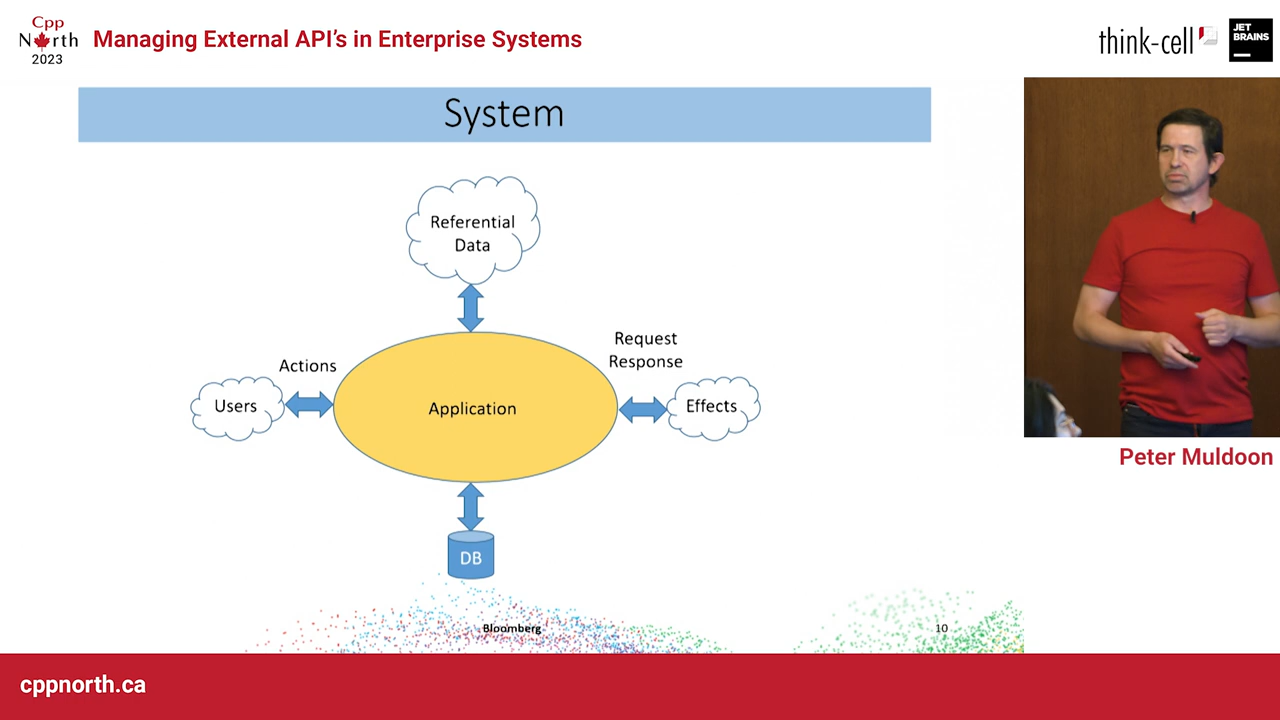 Cpp
North
2023
Managing External API's in Enterprise Systems
think-cell
JET
BRAINS
System
Referential
Data
Request
Response
Actions
Users
Application
Effects
DB
Bloomberg
10
Peter Muldoon
cppnorth.ca